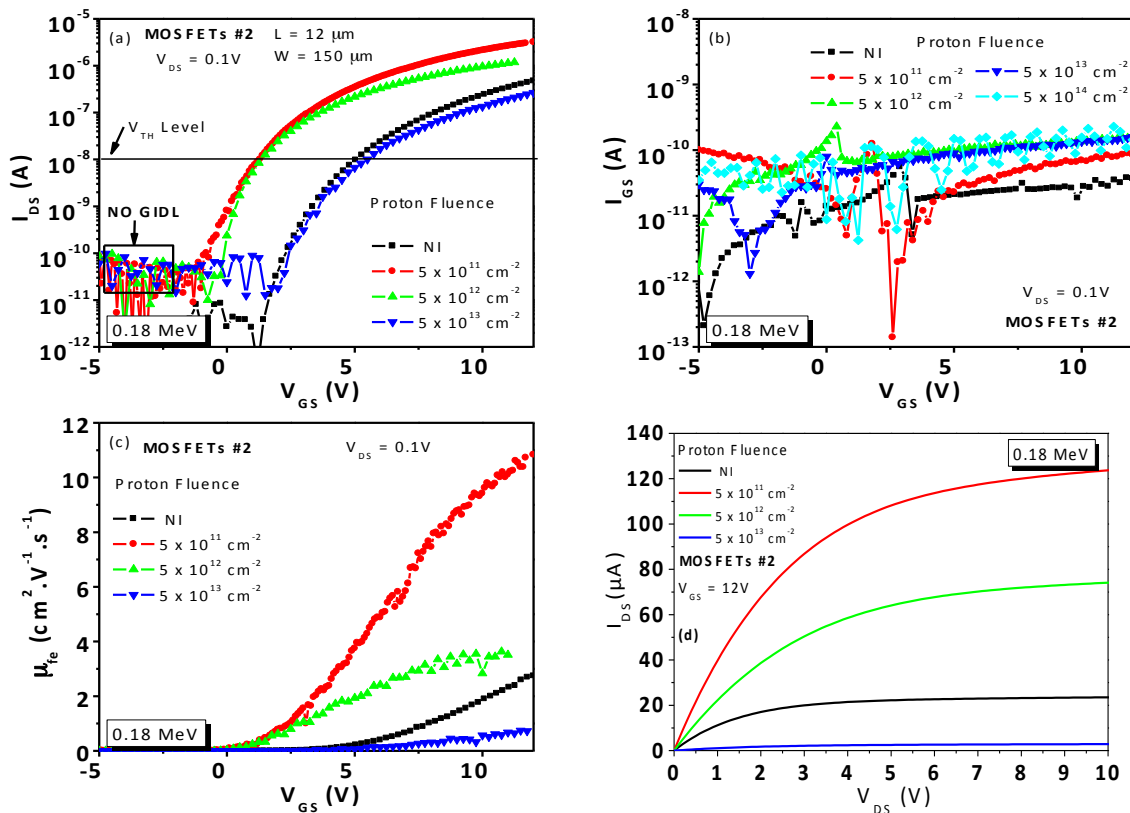 (a) MOSFETs #2 L = 12 μm
W = 150 μm
V_DS = 0.1V
V_TH Level
NO GIDL
Proton Fluence
NI
5 x 10^11 cm^-2
5 x 10^12 cm^-2
5 x 10^13 cm^-2
0.18 MeV
I_DS (A)
10^-5
10^-6
10^-7
10^-8
10^-9
10^-10
10^-11
10^-12
-5 0 5 10
V_GS (V)
(b)
Proton Fluence
NI
5 x 10^11 cm^-2
5 x 10^12 cm^-2
5 x 10^13 cm^-2
5 x 10^14 cm^-2
V_DS = 0.1V
MOSFETs #2
0.18 MeV
I_GS (A)
10^-8
10^-9
10^-10
10^-11
10^-12
10^-13
-5 0 5 10
V_GS (V)
(c) MOSFETs #2 V_DS = 0.1V
Proton Fluence
NI
5 x 10^11 cm^-2
5 x 10^12 cm^-2
5 x 10^13 cm^-2
0.18 MeV
μ_fe (cm^2.V^-1.s^-1)
12
10
8
6
4
2
0
-5 0 5 10
V_GS (V)
0.18 MeV
Proton Fluence
NI
5 x 10^11 cm^-2
5 x 10^12 cm^-2
5 x 10^13 cm^-2
MOSFETs #2
V_GS = 12V
(d)
I_DS (μA)
140
120
100
80
60
40
20
0
0 1 2 3 4 5 6 7 8 9 10
V_DS (V)